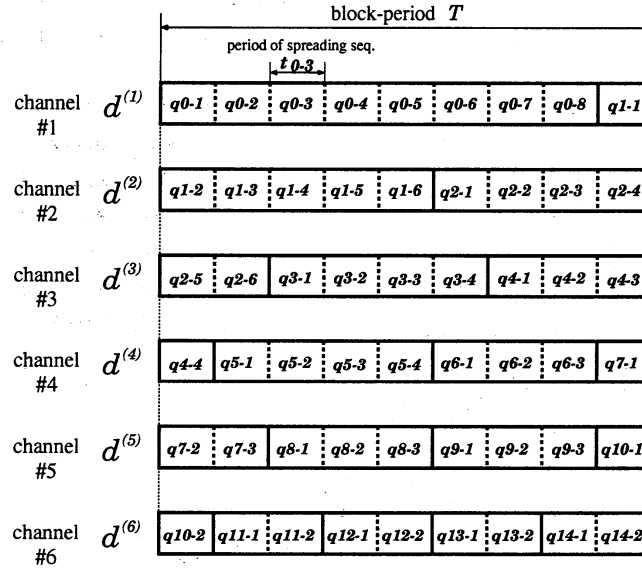 block-period T
period of spreading seq.
t 0-3
channel #1 d(1) q0-1 q0-2 q0-3 q0-4 q0-5 q0-6 q0-7 q0-8 q1-1
channel #2 d(2) q1-2 q1-3 q1-4 q1-5 q1-6 q2-1 q2-2 q2-3 q2-4
channel #3 d(3) q2-5 q2-6 q3-1 q3-2 q3-3 q3-4 q4-1 q4-2 q4-3
channel #4 d(4) q4-4 q5-1 q5-2 q5-3 q5-4 q6-1 q6-2 q6-3 q7-1
channel #5 d(5) q7-2 q7-3 q8-1 q8-2 q8-3 q9-1 q9-2 q9-3 q10-1
channel #6 d(6) q10-2 q11-1 q11-2 q12-1 q12-2 q13-1 q13-2 q14-1 q14-2